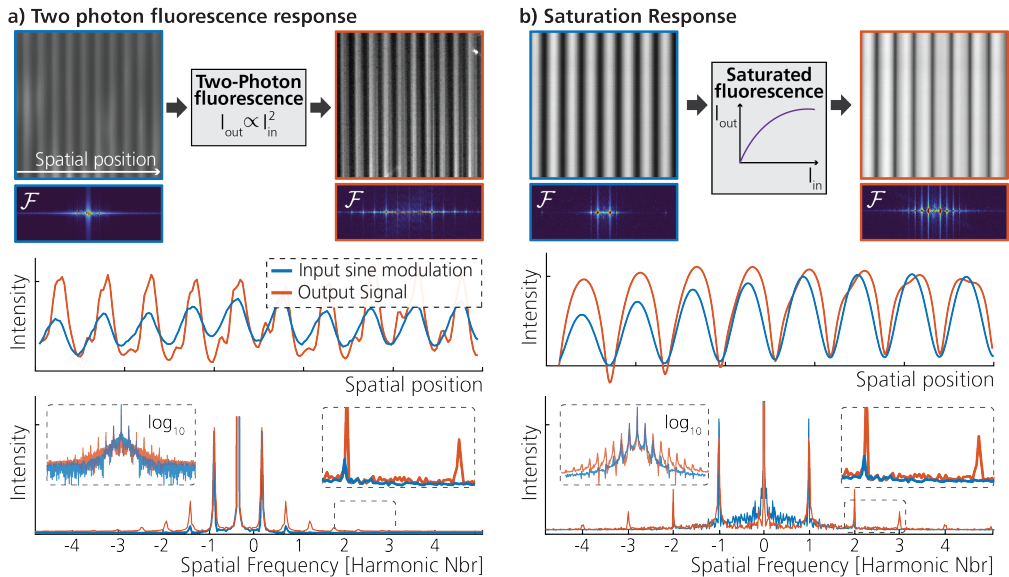 a) Two photon fluorescence response
Two-Photon
fluorescence
I_out ∝ I_in^2
Spatial position
ℱ
ℱ
Intensity
Input sine modulation
Output Signal
Spatial position
Intensity
log₁₀
-4 -3 -2 -1 0 1 2 3 4
Spatial Frequency [Harmonic Nbr]
b) Saturation Response
Saturated
fluorescence
I_out
I_in
ℱ
ℱ
Intensity
Spatial position
Intensity
log₁₀
-4 -3 -2 -1 0 1 2 3 4
Spatial Frequency [Harmonic Nbr]